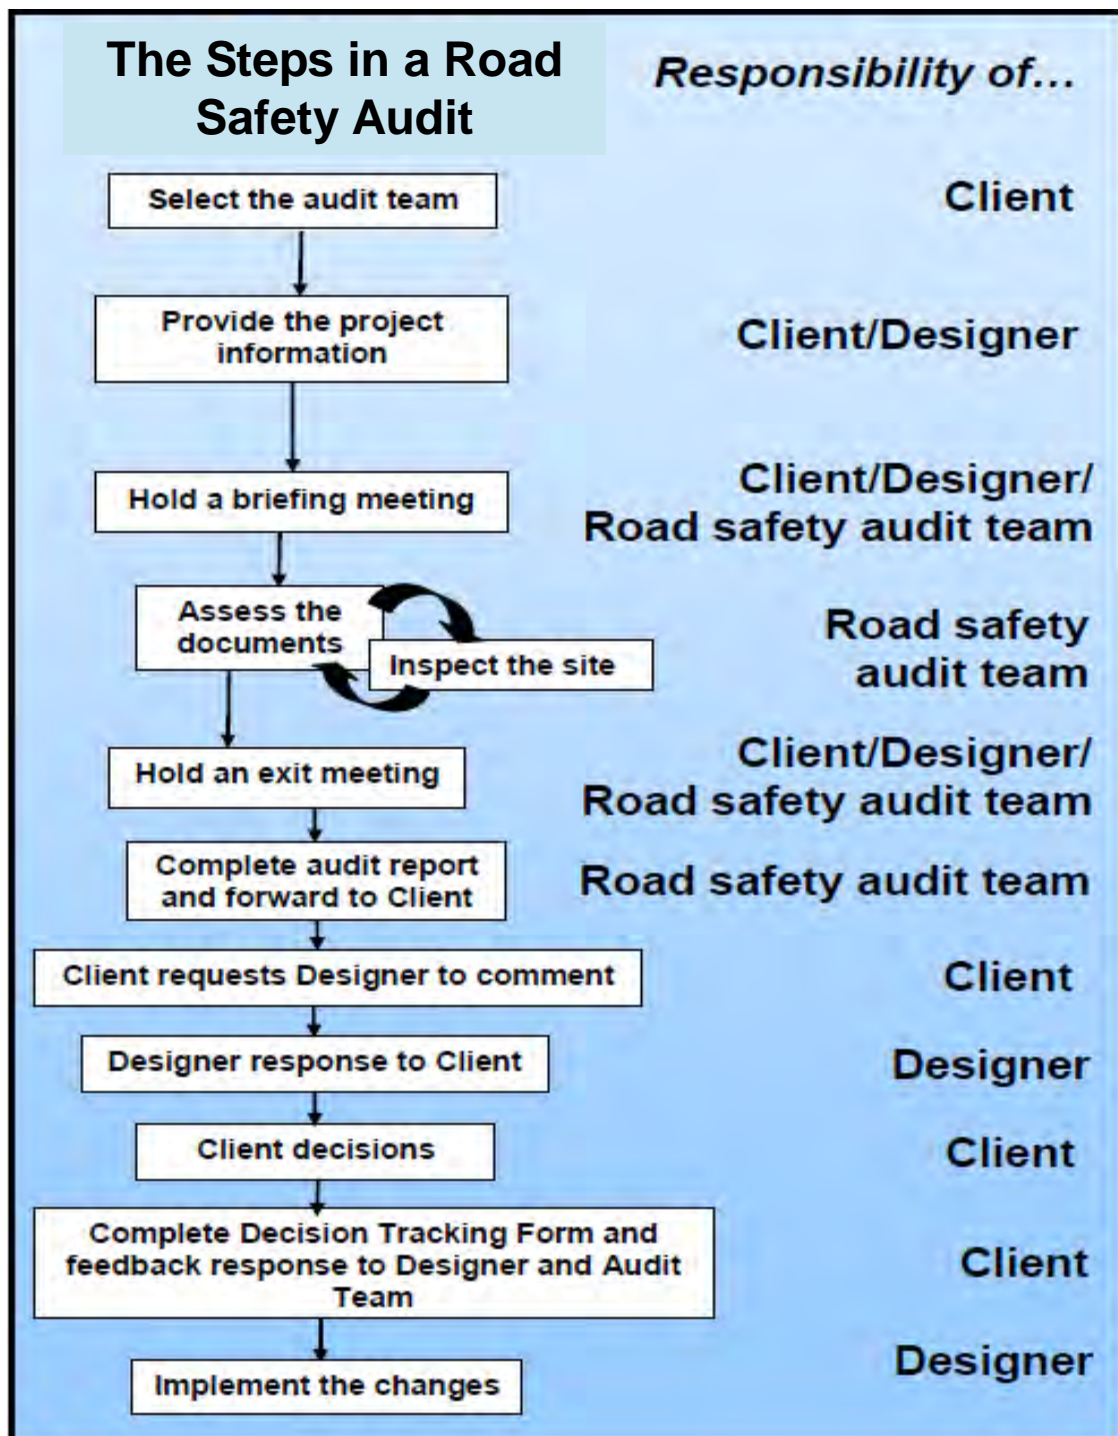 The Steps in a Road
Safety Audit
Responsibility of...
Select the audit team
Client
Provide the project
information
Client/Designer
Hold a briefing meeting
Client/Designer/
Road safety audit team
Assess the
documents
Inspect the site
Road safety
audit team
Hold an exit meeting
Client/Designer/
Road safety audit team
Complete audit report
and forward to Client
Road safety audit team
Client requests Designer to comment
Client
Designer response to Client
Designer
Client decisions
Client
Complete Decision Tracking Form and
feedback response to Designer and Audit
Team
Client
Implement the changes
Designer